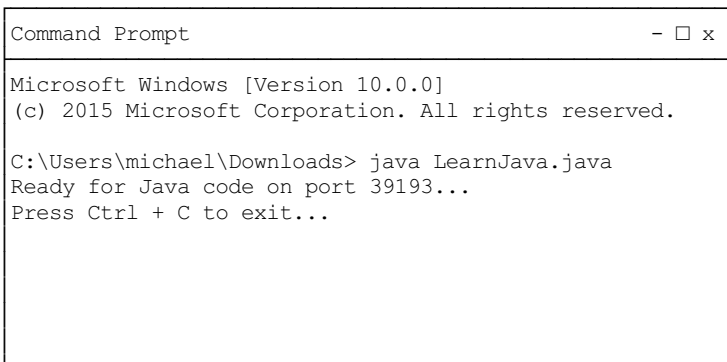 Command Prompt - □ x
Microsoft Windows [Version 10.0.0]
(c) 2015 Microsoft Corporation. All rights reserved.
C:\Users\michael\Downloads> java LearnJava.java
Ready for Java code on port 39193...
Press Ctrl + C to exit...